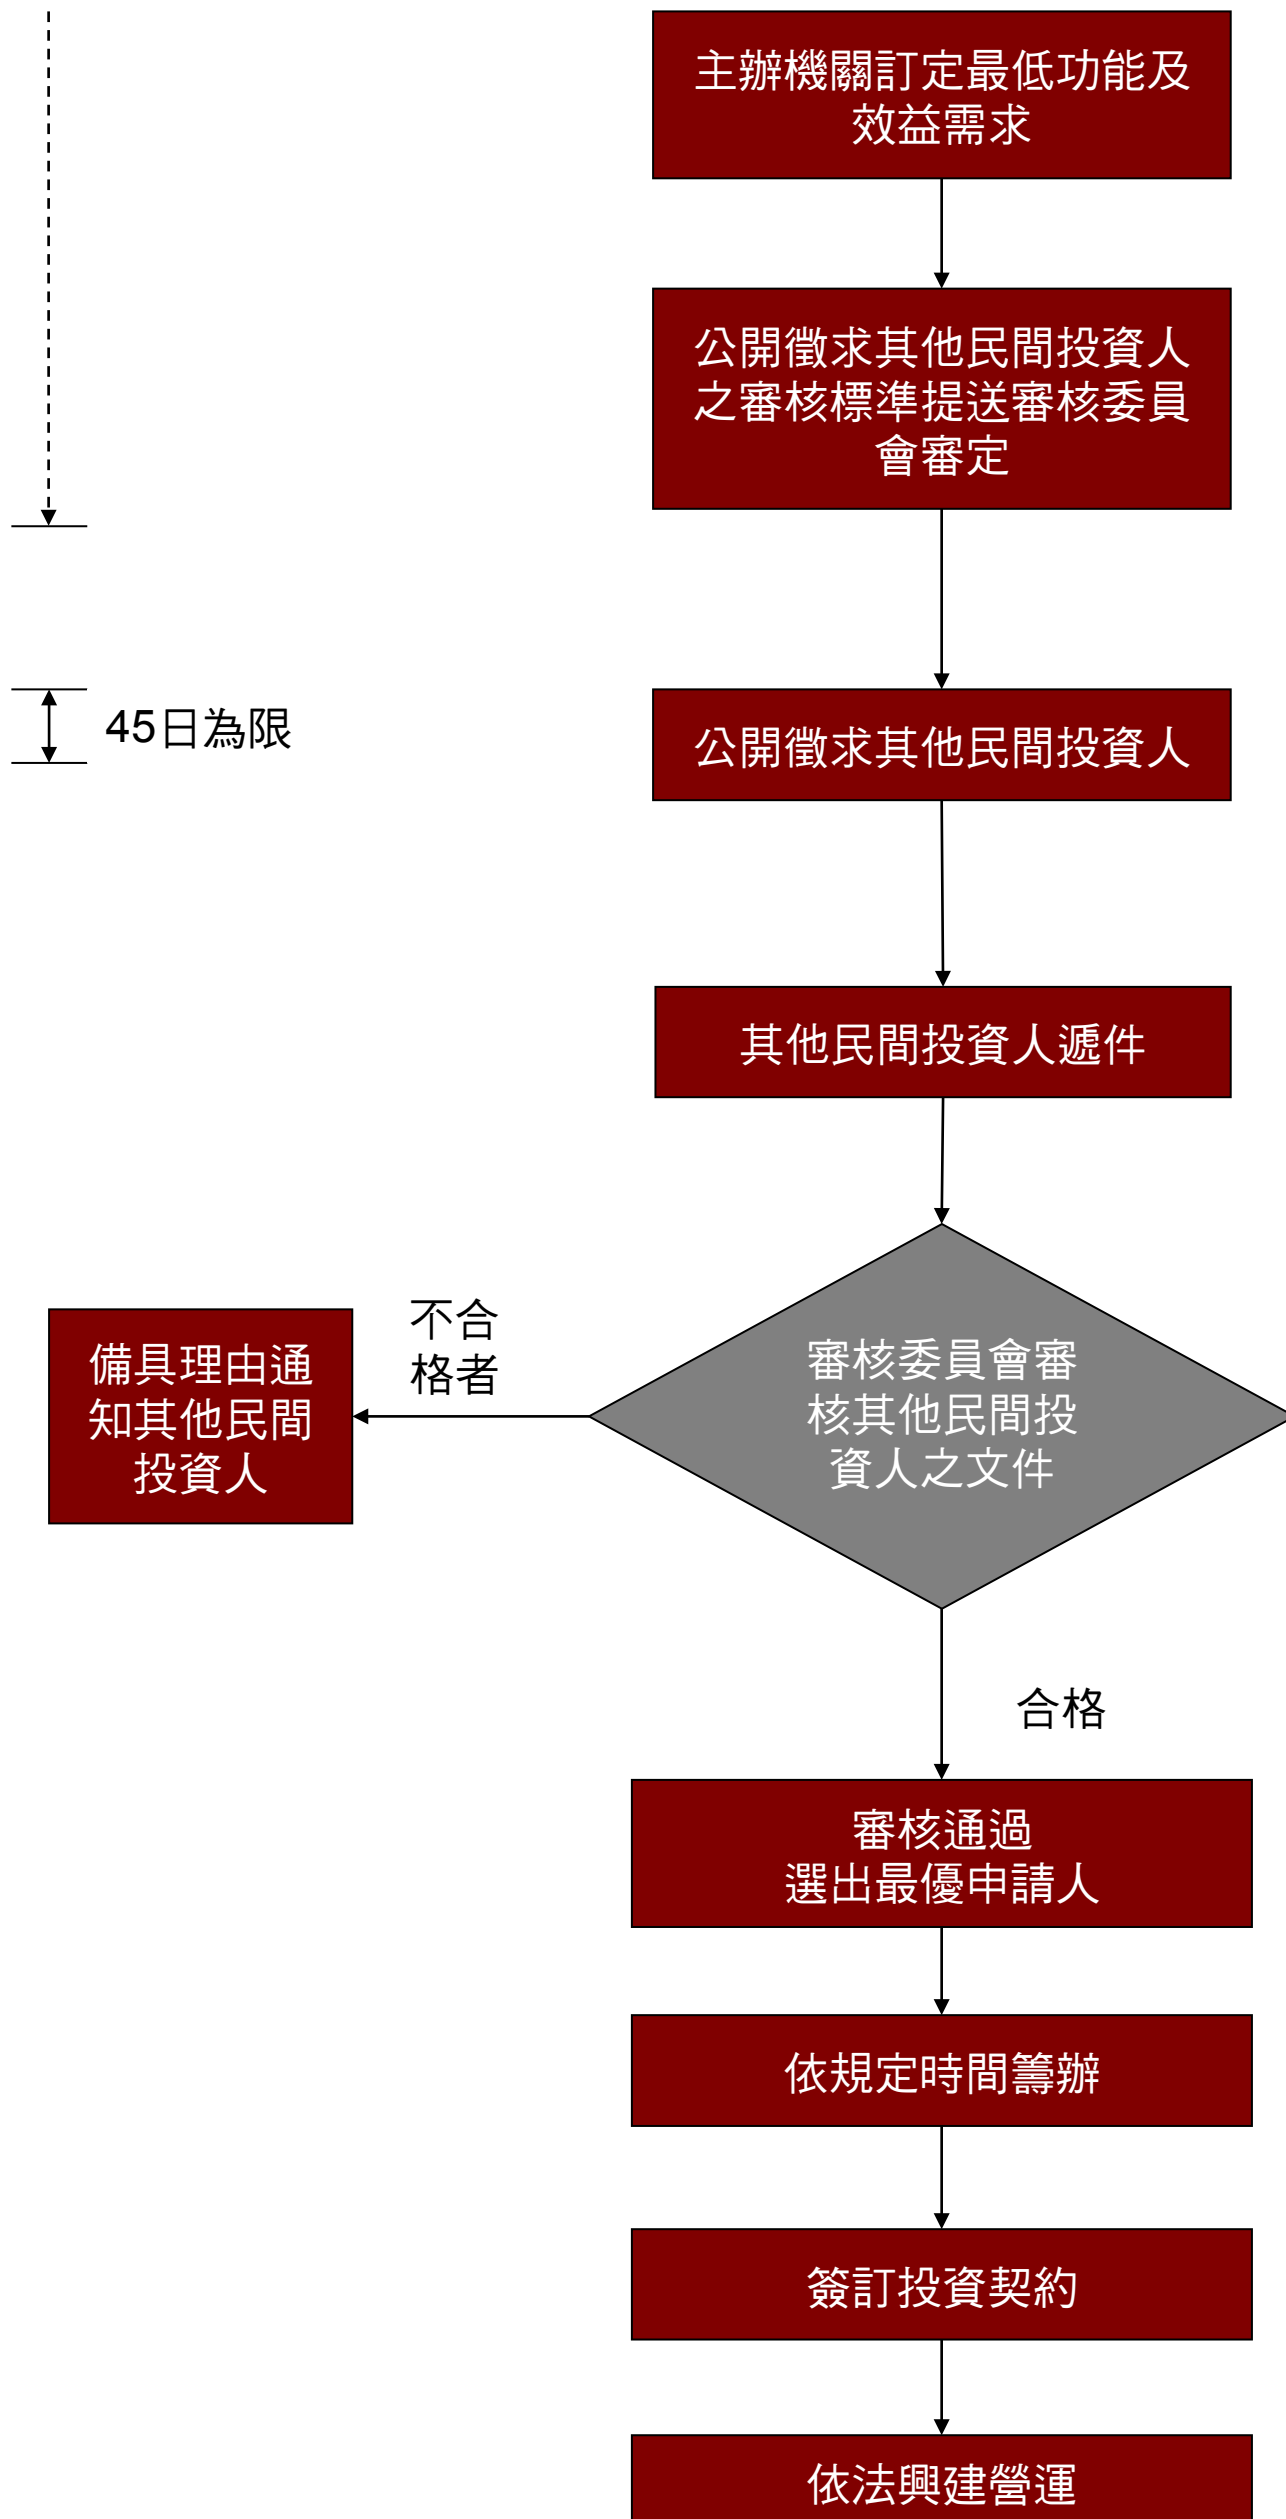 主辦機關訂定最低功能及
效益需求
公開徵求其他民間投資人
之審核標準提送審核委員
會審定
45日為限
公開徵求其他民間投資人
其他民間投資人遞件
不合
格者
備具理由通
知其他民間
投資人
審核委員會審
核其他民間投
資人之文件
合格
審核通過
選出最優申請人
依規定時間籌辦
簽訂投資契約
依法興建營運